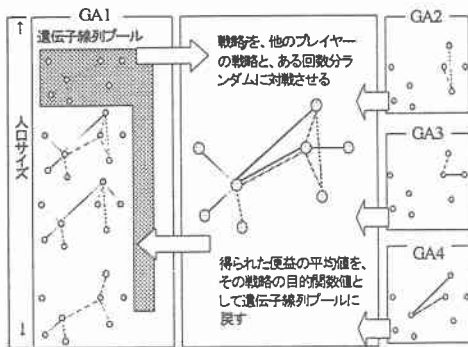 GA1
遺伝子線列プール
人口サイズ
戦略を、他のプレイヤー
の戦略と、ある回数分
ランダムに対戦させる
得られた便益の平均値を、
その戦略の目的関数値と
して遺伝子線列プールに
戻す
GA2
GA3
GA4